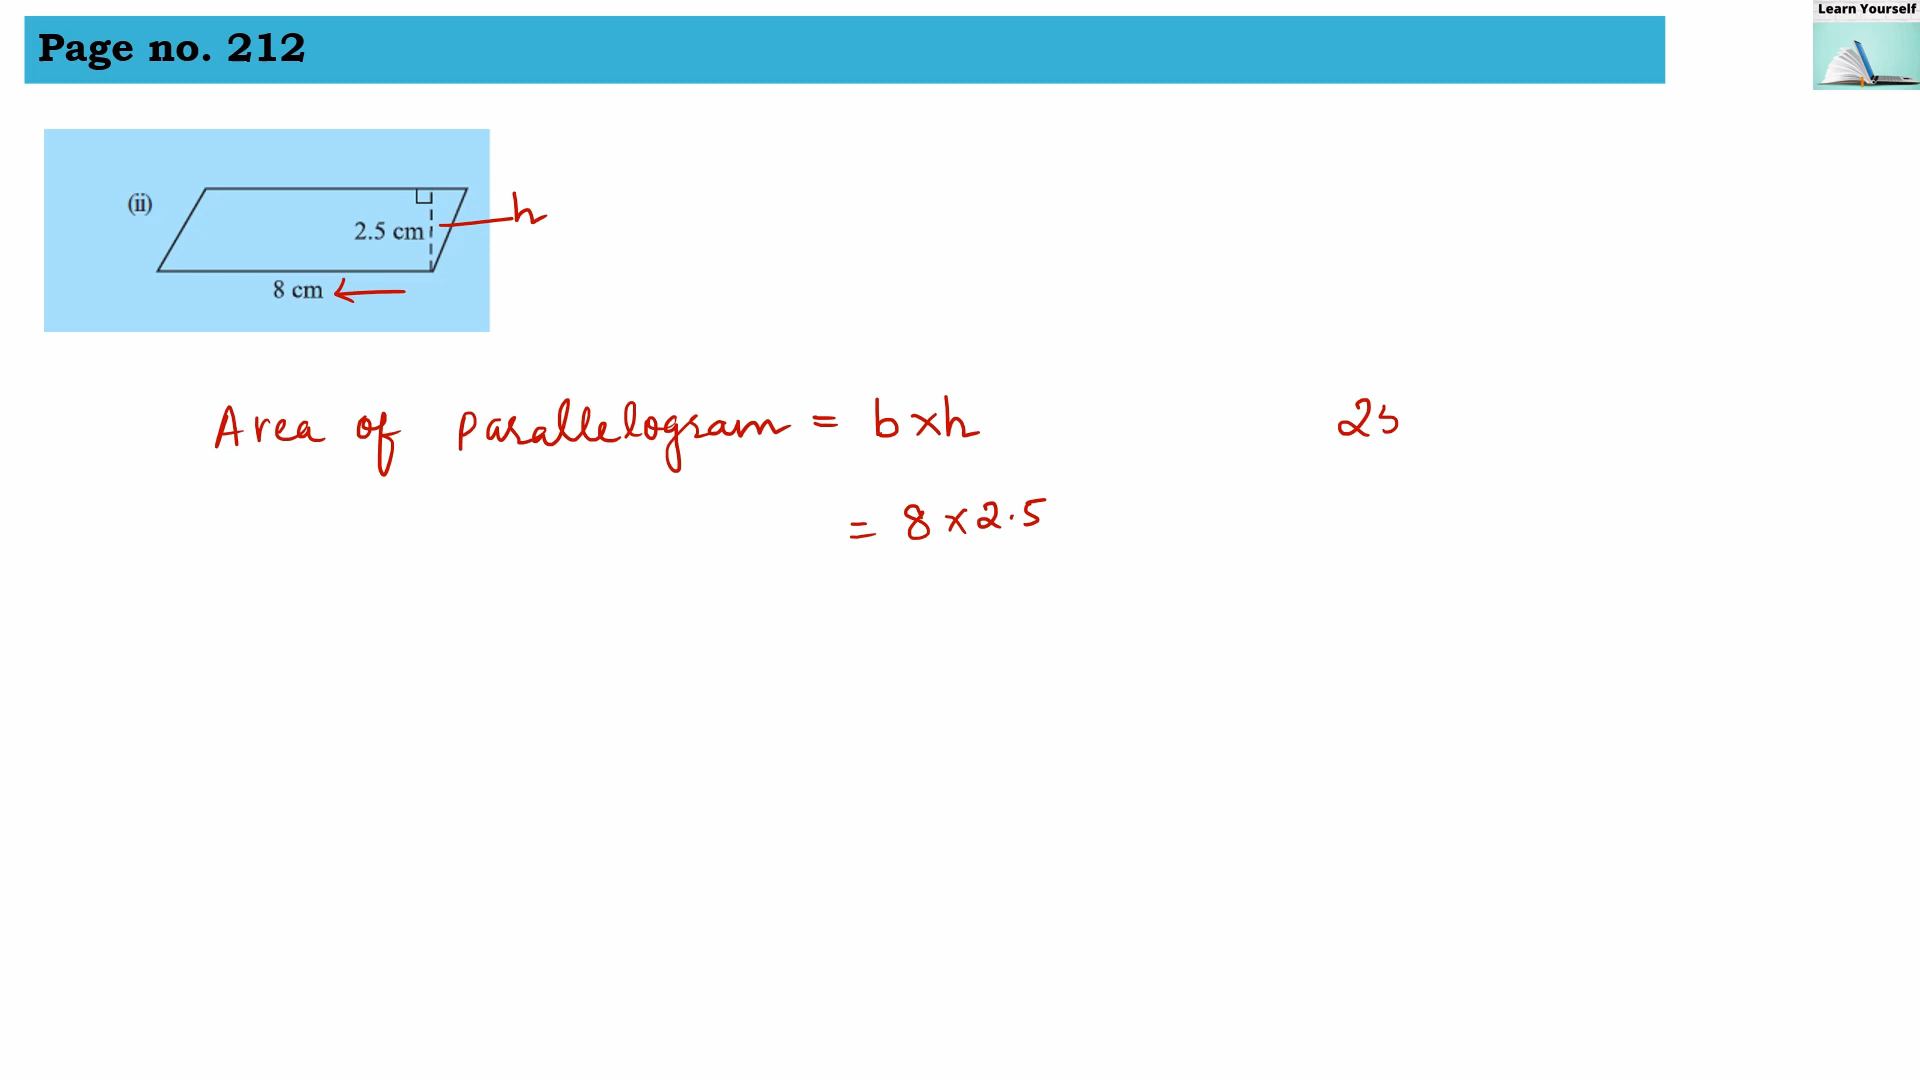 Learn Yourself
Page no. 212
(ii)
2.5 cm
h
8 cm
Area of parallelogram = b×h
25
= 8×2.5